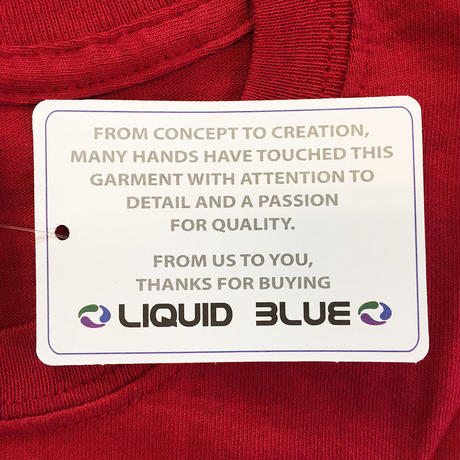 FROM CONCEPT TO CREATION,
MANY HANDS HAVE TOUCHED THIS
GARMENT WITH ATTENTION TO
DETAIL AND A PASSION
FOR QUALITY.
FROM US TO YOU,
THANKS FOR BUYING
LIQUID BLUE